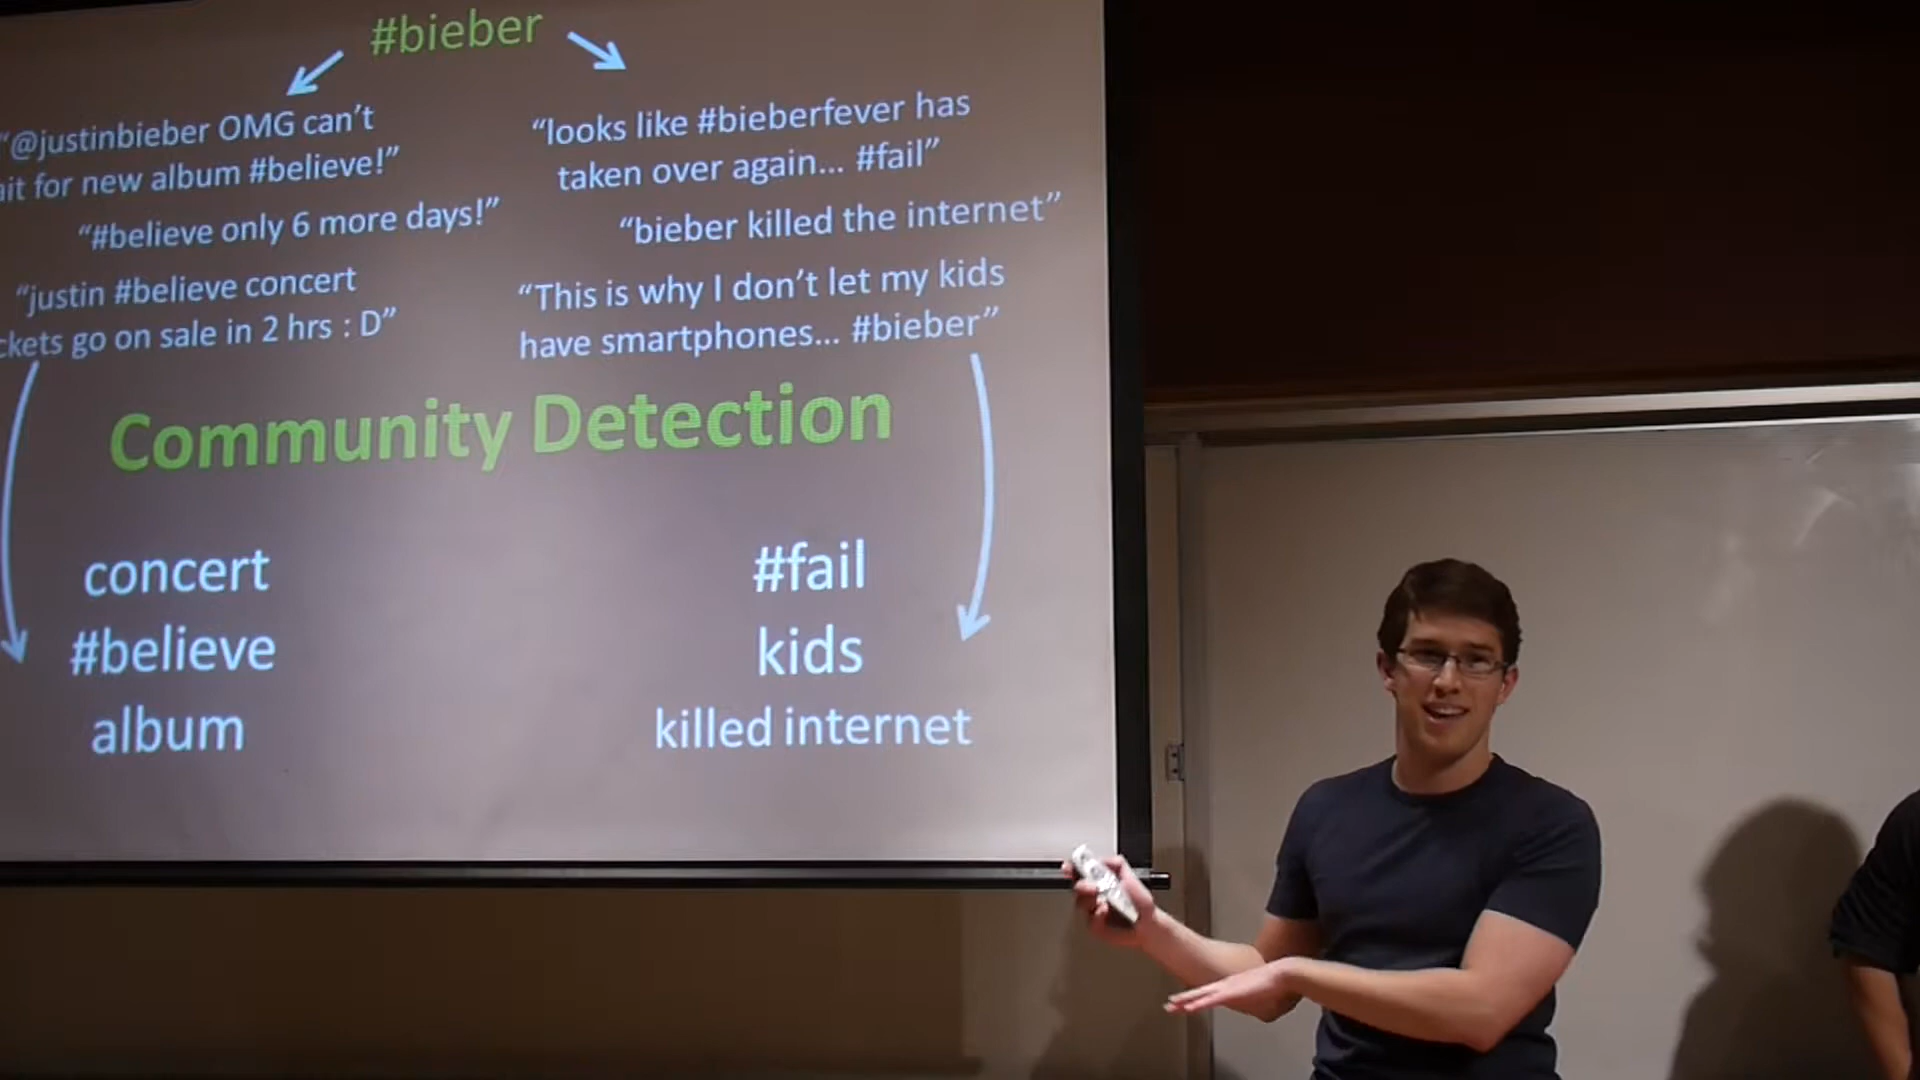 #bieber
"@justinbieber OMG can't
for new album #believe!"
"#believe only 6 more days!"
"justin #believe concert
go on sale in 2 hrs : D"
"looks like #bieberfever has
taken over again... #fail"
"bieber killed the internet"
"This is why I don't let my kids
have smartphones... #bieber"
Community Detection
concert
#believe
album
#fail
kids
killed internet